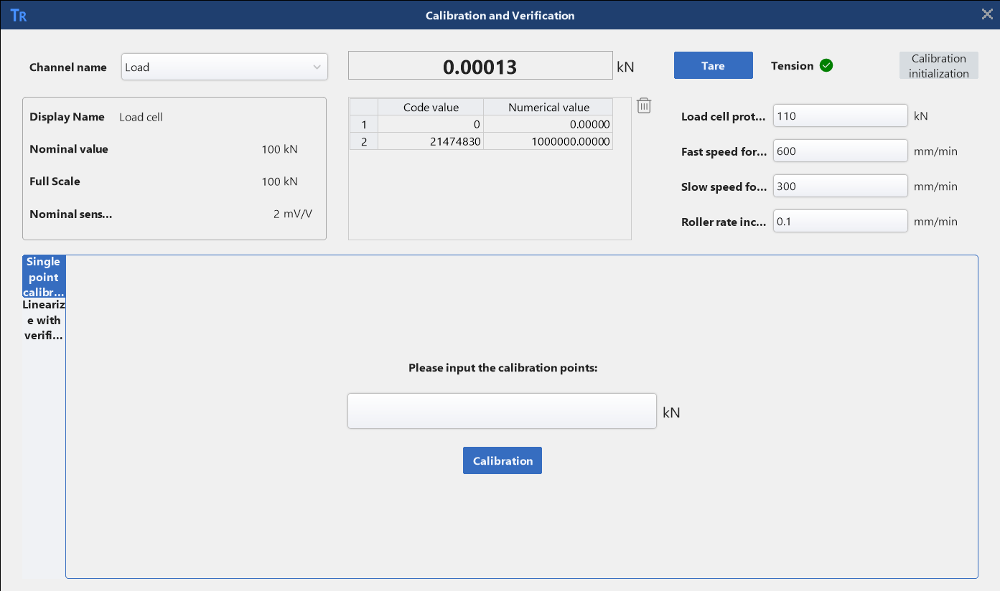 TR
Calibration and Verification
Channel name
Load
0.00013
kN
Tare
Tension
Calibration
initialization
Display Name
Load cell
Nominal value
100 kN
Full Scale
100 kN
Nominal sens...
2 mV/V
Code value
Numerical value
1
0
0.00000
2
21474830
1000000.00000
Load cell prot...
110
kN
Fast speed for...
600
mm/min
Slow speed fo...
300
mm/min
Roller rate inc...
0.1
mm/min
Single
point
calibr...
Leneariz
e with
verifi...
Please input the calibration points:
kN
Calibration